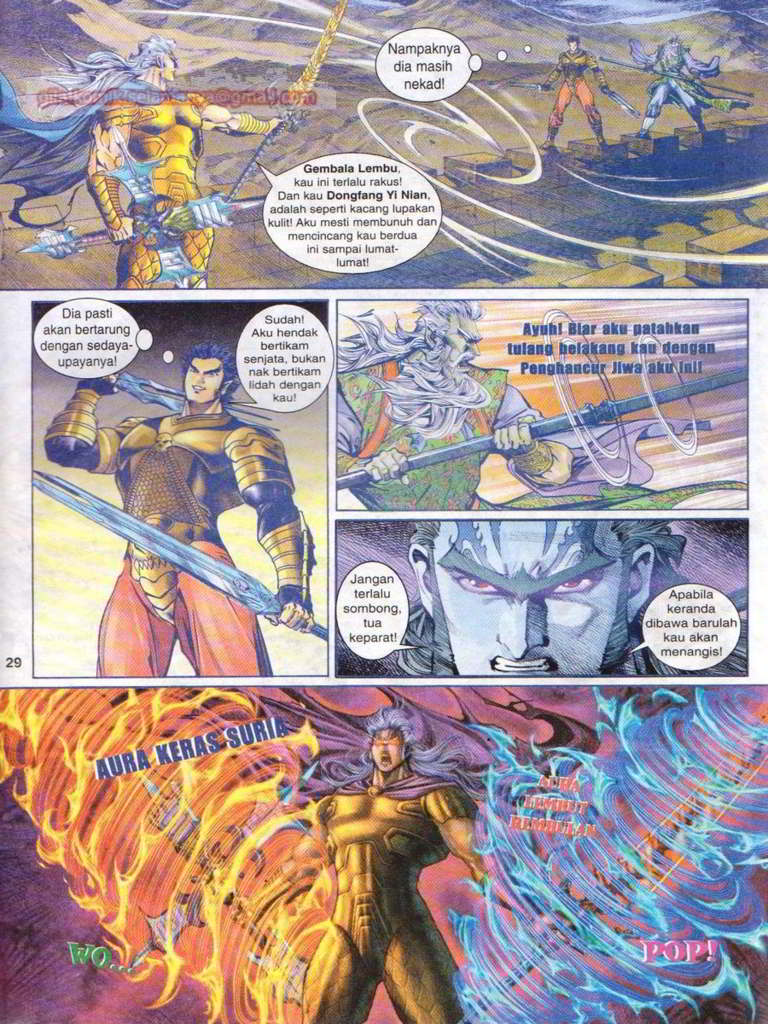 Nampaknya
dia masih
nekad!
Gembala Lembu,
kau ini terlalu rakus!
Dan kau Dongfang Yi Nian,
adalah seperti kacang lupakan
kulit! Aku mesti membunuh dan
mencincang kau berdua
ini sampai lumat-
lumat!
Dia pasti
akan bertarung
dengan sedaya-
upayanya!
Sudah!
Aku hendak
bertikam
senjata, bukan
nak bertikam
lidah dengan
kau!
Ayuh! Biar aku patahkan
tulang belakang kau dengan
Penghancur Jiwa aku ini!
Jangan
terlalu
sombong,
tua
keparat!
Apabila
keranda
dibawa barulah
kau akan
menangis!
29
AURA KERAS SURIA
AURA
LEMBUT
REMBULAN
WO...
POP!